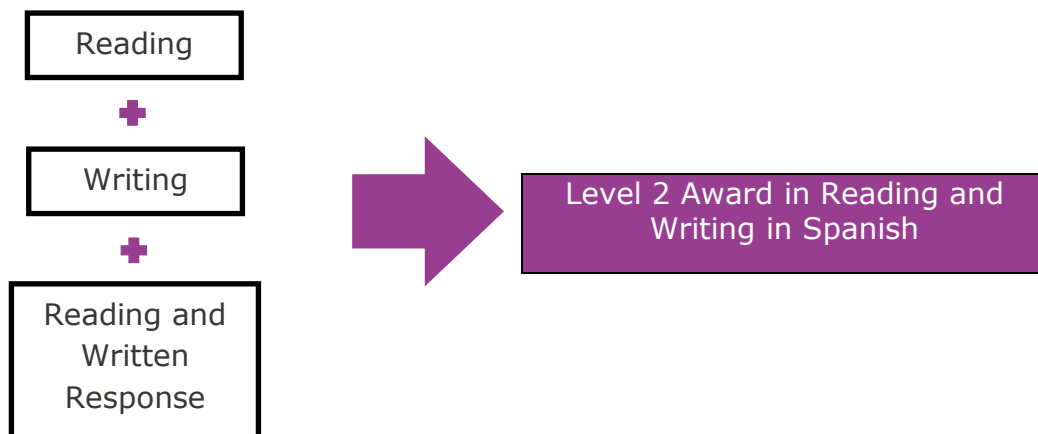 Reading
Writing
Reading and
Written
Response
Level 2 Award in Reading and
Writing in Spanish